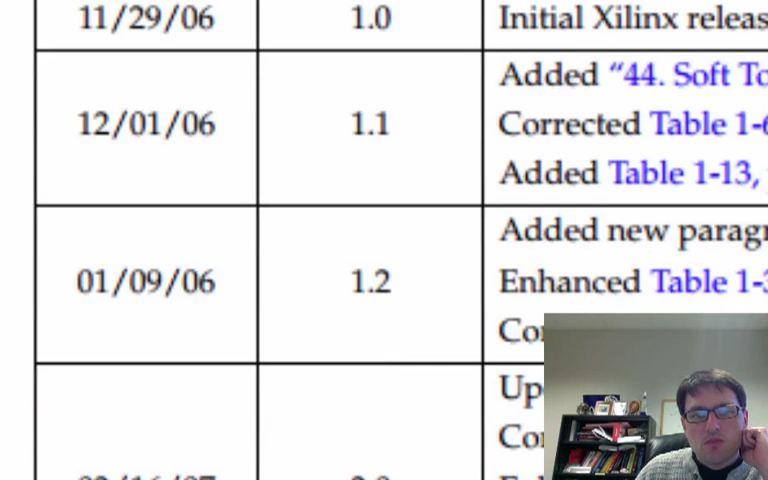 11/29/06 1.0 Initial Xilinx releas
Added “44. Soft To
12/01/06 1.1 Corrected Table 1-6
Added Table 1-13,
Added new paragr
01/09/06 1.2 Enhanced Table 1-3
Co
Up
Co